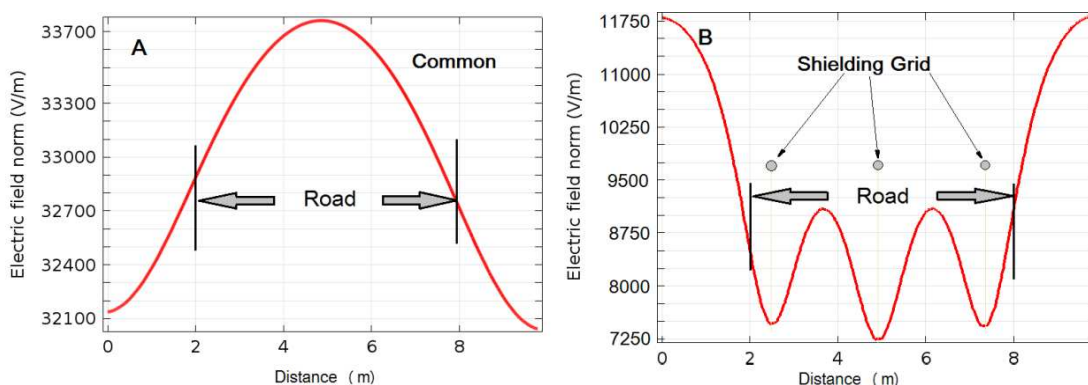 A
Common
Road
33700
33300
33000
32700
32400
32100
0
2
4
6
8
Electric field norm (V/m)
Distance ( m)
B
Shielding Grid
Road
11750
11000
10250
9500
8750
8000
7250
0
2
4
6
8
Electric field norm (V/m)
Distance ( m)